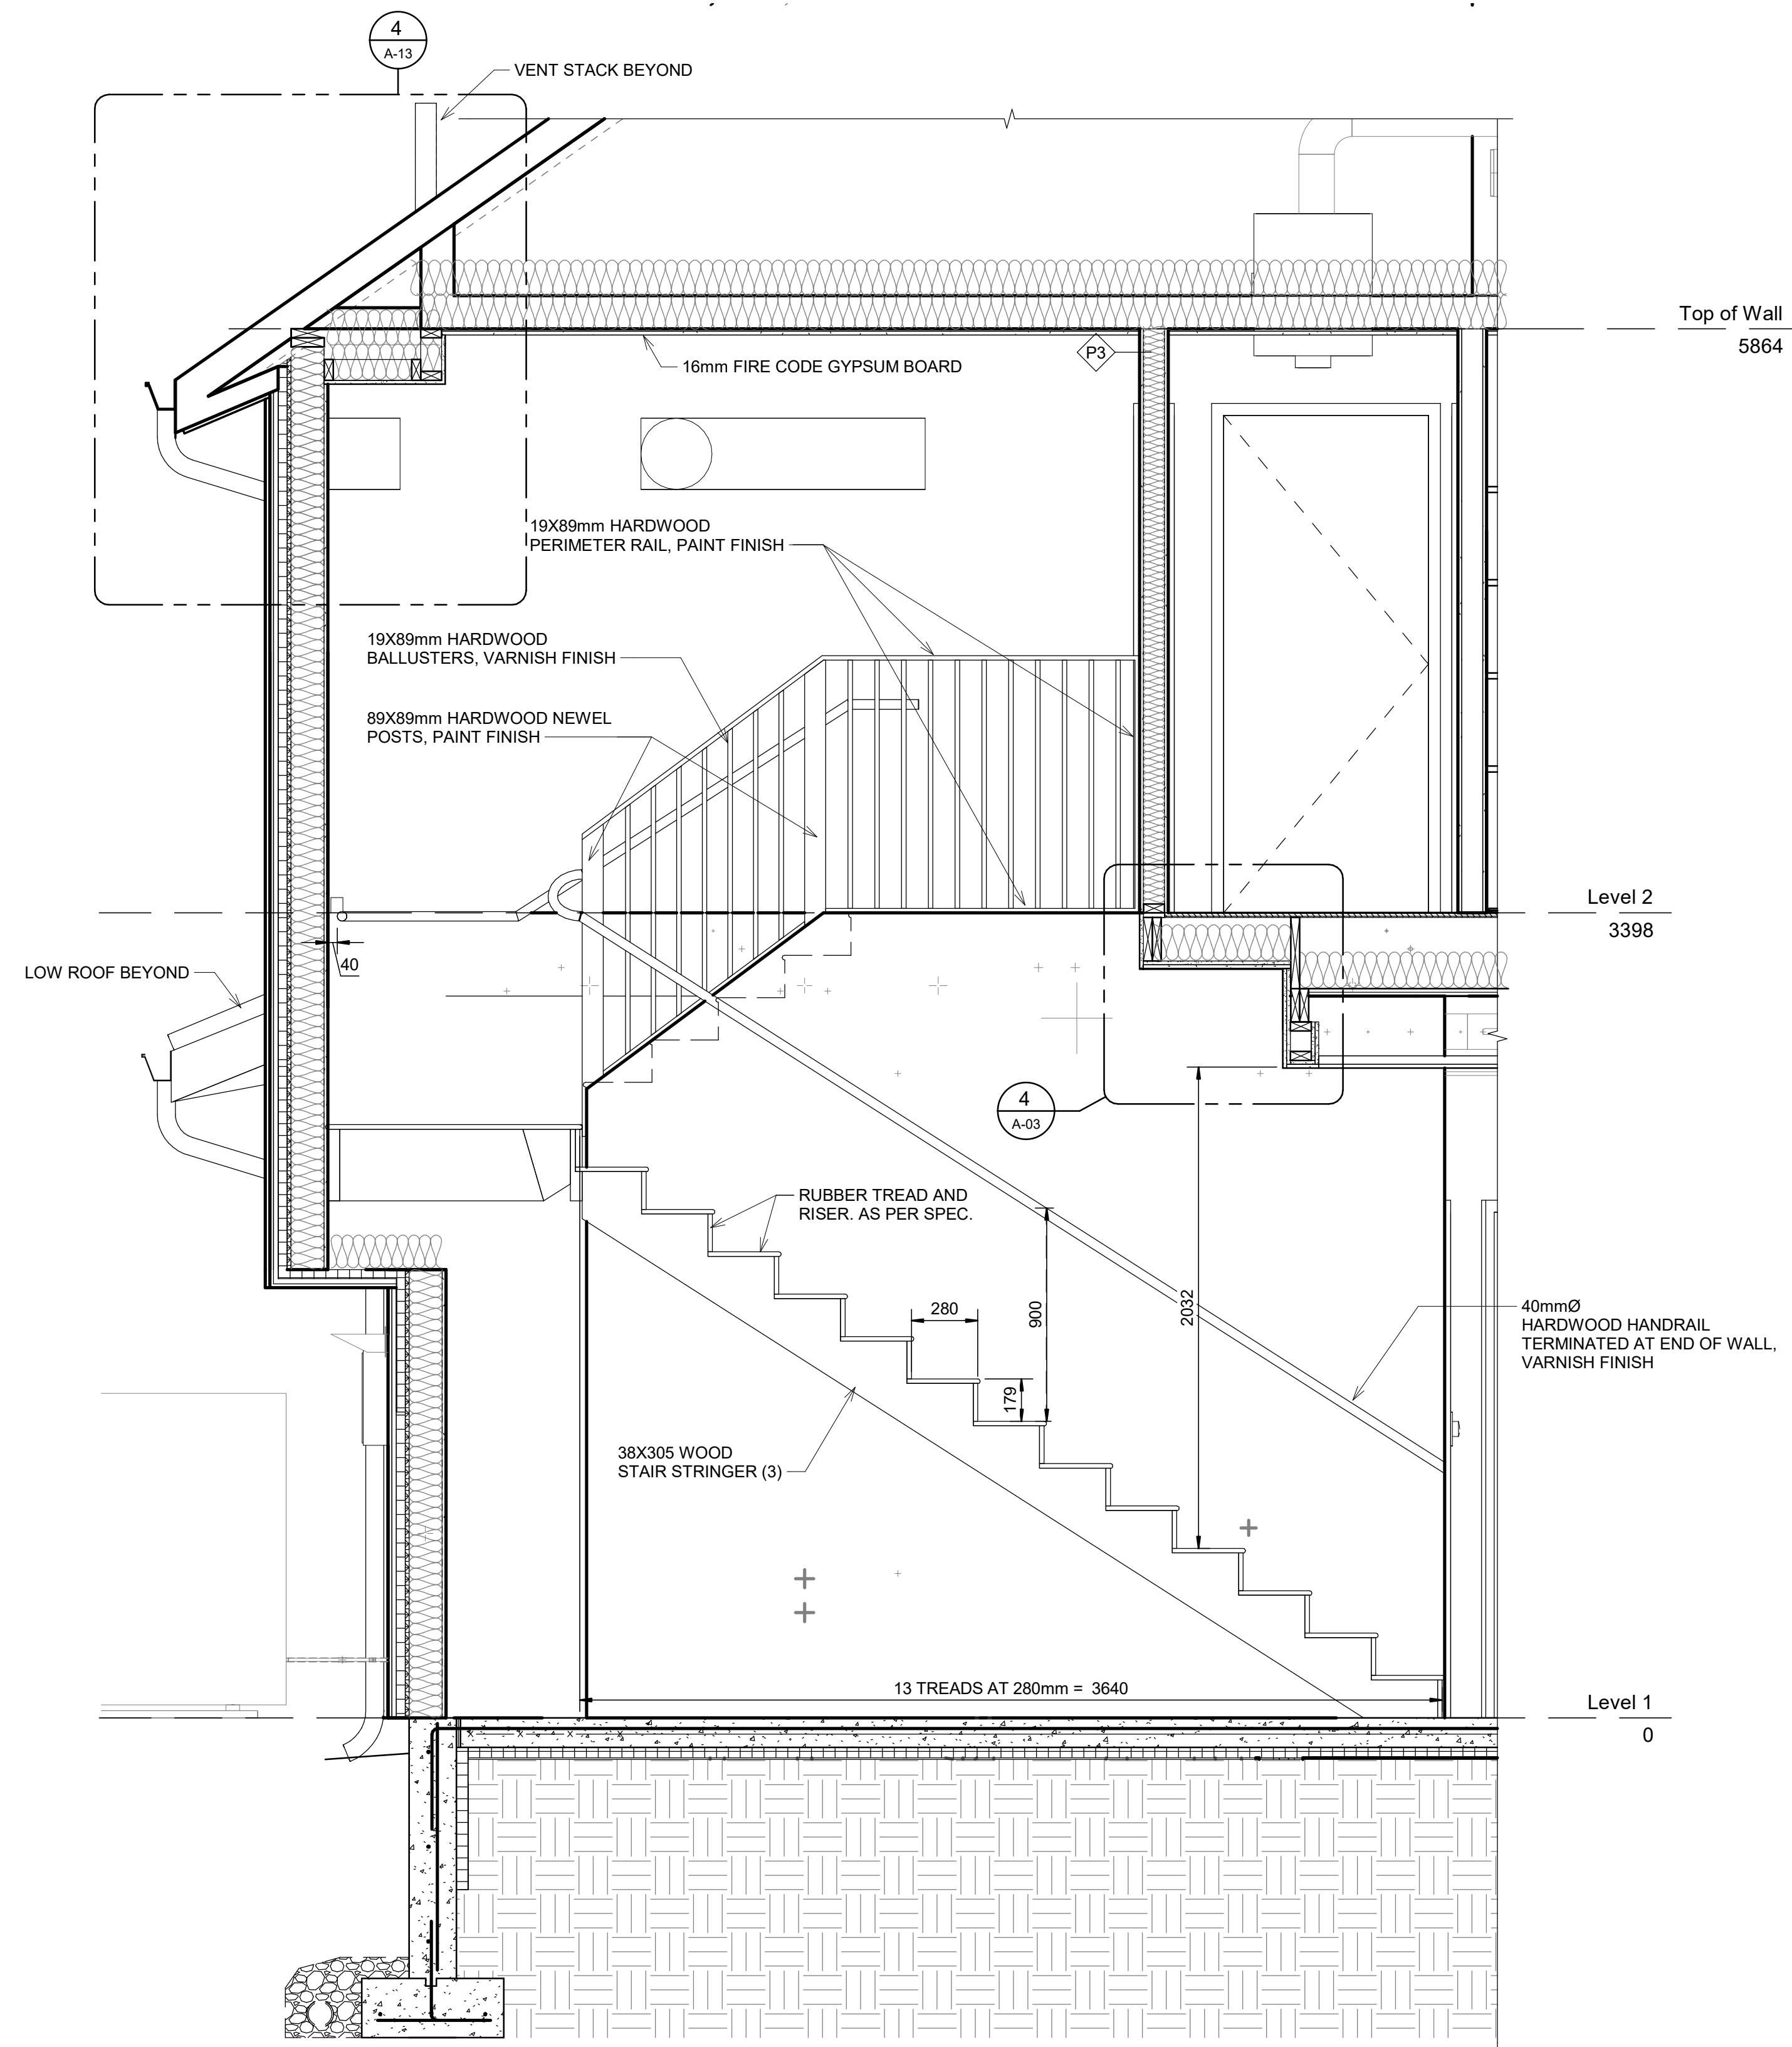 4
A-13
VENT STACK BEYOND
Top of Wall
5864
P3
16mm FIRE CODE GYPSUM BOARD
19X89mm HARDWOOD
PERIMETER RAIL, PAINT FINISH
19X89mm HARDWOOD
BALLUSTERS, VARNISH FINISH
89X89mm HARDWOOD NEWEL
POSTS, PAINT FINISH
Level 2
3398
40
LOW ROOF BEYOND
4
A-03
RUBBER TREAD AND
RISER. AS PER SPEC.
280
900
2032
179
40mmØ
HARDWOOD HANDRAIL
TERMINATED AT END OF WALL,
VARNISH FINISH
38X305 WOOD
STAIR STRINGER (3)
13 TREADS AT 280mm = 3640
Level 1
0